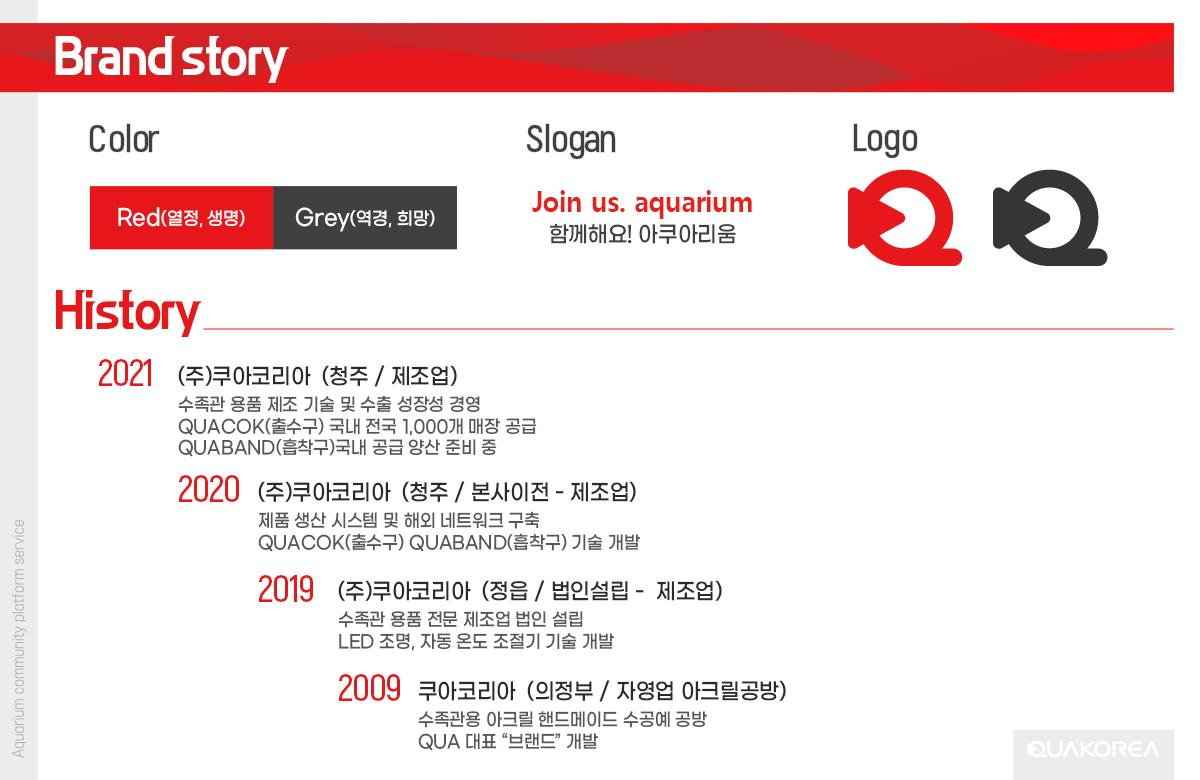 Brand story
Color
Slogan
Logo
Red(열정, 생명)
Grey(역경, 희망)
Join us. aquarium
함께해요! 아쿠아리움
History
2021 (주)쿠아코리아 (청주 / 제조업)
수족관 용품 제조 기술 및 수출 성장성 경영
QUACOK(출수구) 국내 전국 1,000개 매장 공급
QUABAND(흡착구)국내 공급 양산 준비 중
2020 (주)쿠아코리아 (청주 / 본사이전 - 제조업)
제품 생산 시스템 및 해외 네트워크 구축
QUACOK(출수구) QUABAND(흡착구) 기술 개발
2019 (주)쿠아코리아 (정읍 / 법인설립 - 제조업)
수족관 용품 전문 제조업 법인 설립
LED 조명, 자동 온도 조절기 기술 개발
2009 쿠아코리아 (의정부 / 자영업 아크릴공방)
수족관용 아크릴 핸드메이드 수공예 공방
QUA 대표 “브랜드” 개발
Aquarium community platform service
QUAKOREA